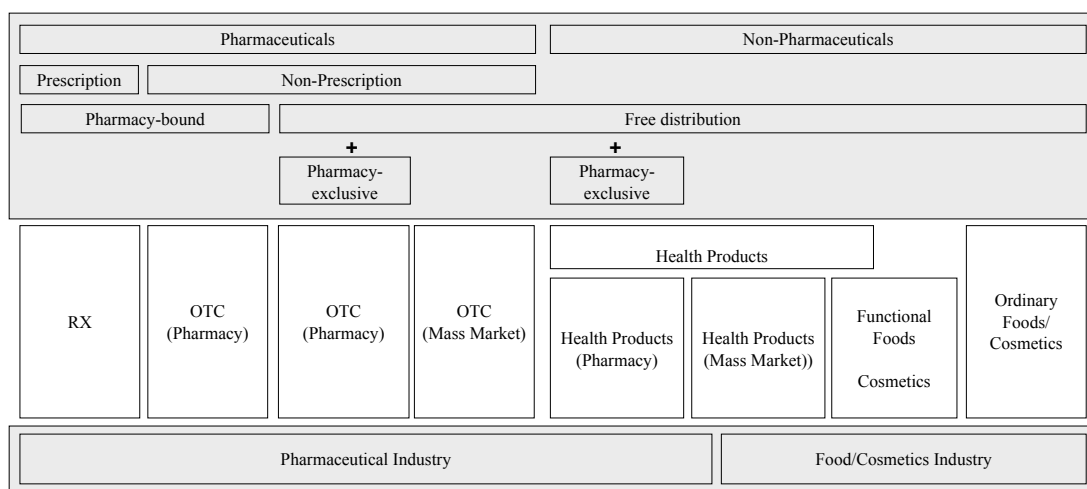 Pharmaceuticals
Non-Pharmaceuticals
Prescription
Non-Prescription
Pharmacy-bound
Free distribution
+
+
Pharmacy-
exclusive
Pharmacy-
exclusive
RX
OTC
(Pharmacy)
OTC
(Pharmacy)
OTC
(Mass Market)
Health Products
Health Products
(Pharmacy)
Health Products
(Mass Market))
Functional
Foods
Cosmetics
Ordinary
Foods/
Cosmetics
Pharmaceutical Industry
Food/Cosmetics Industry